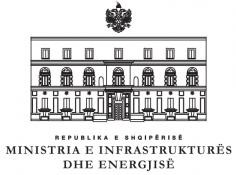 REPUBLIKA E SHQIPËRISË
MINISTRIA E INFRASTRUKTURËS
DHE ENERGJISË